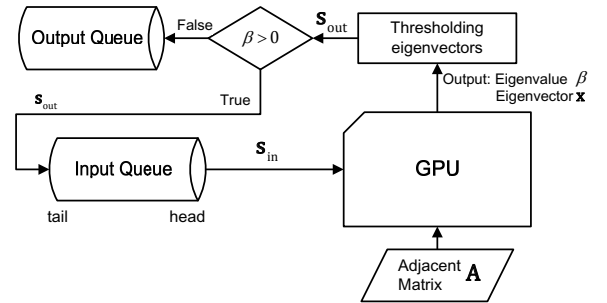 Output Queue
False
β > 0
S_out
Thresholding
eigenvectors
Output: Eigenvalue β
Eigenvector x
True
s_out
Input Queue
S_in
GPU
tail
head
Adjacent
Matrix A